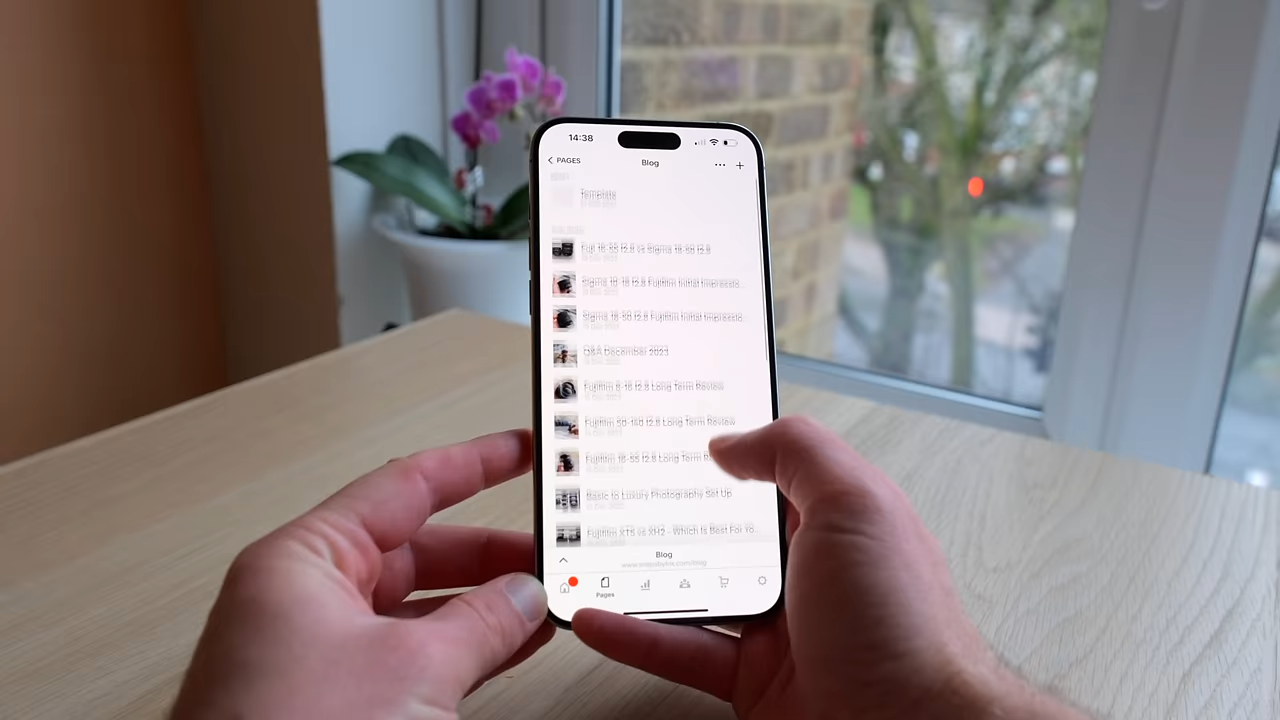 14:38
PAGES
Blog
Template
Fuji 16-55 f2.8 vs Sigma 18-50 f2.8
Sigma 10-18 f2.8 Fujifilm Initial Impressio...
Sigma 18-50 f2.8 Fujifilm Initial Impressio...
Q&A December 2023
Fujifilm 8-16 f2.8 Long Term Review
Fujifilm 50-140 f2.8 Long Term Review
Fujifilm 16-55 f2.8 Long Term R
Basic to Luxury Photography Set Up
Fujifilm XT5 vs XH2 - Which Is Best For Yo...
Blog
Pages